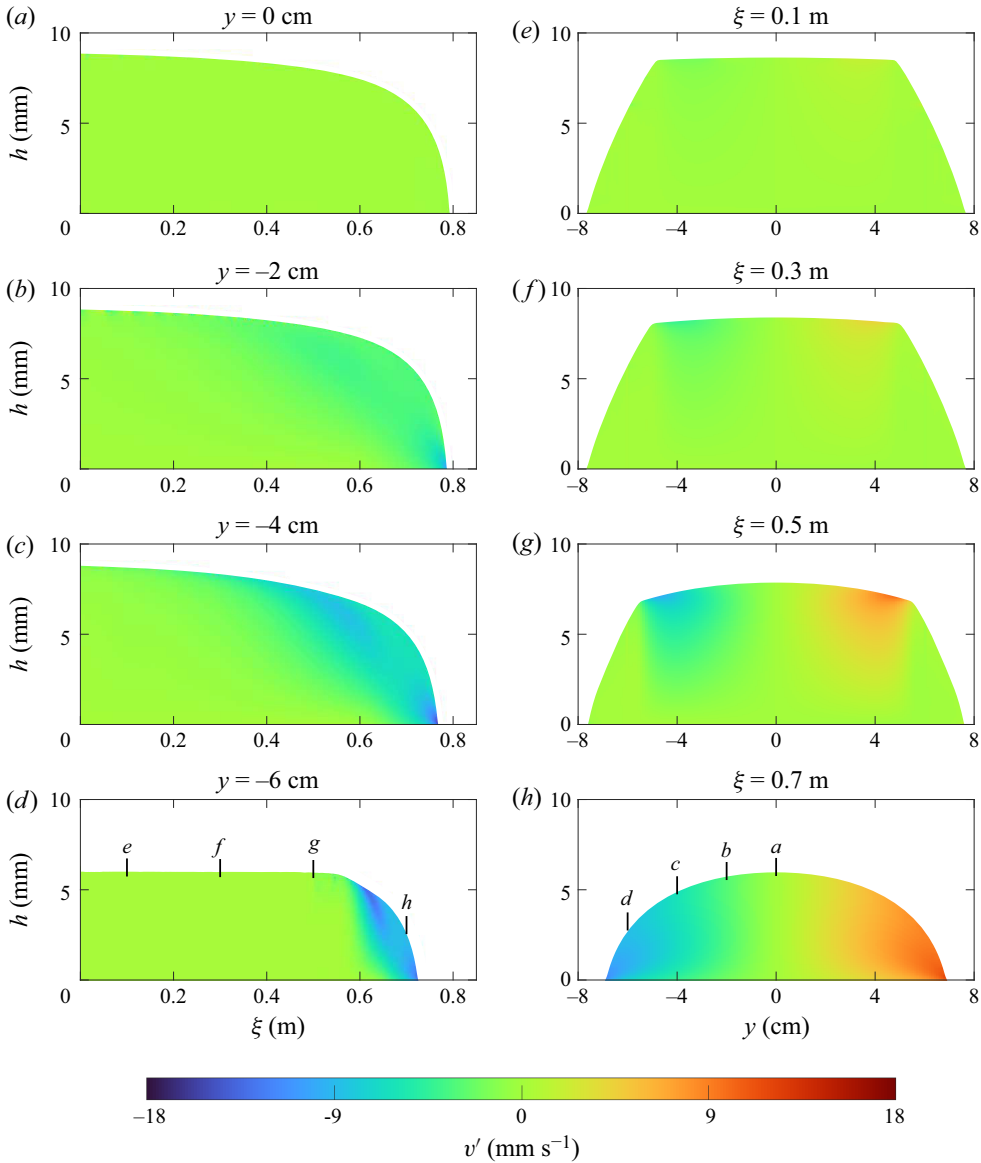 (a) y = 0 cm
10
5
0
h (mm)
0 0.2 0.4 0.6 0.8
(e) ξ = 0.1 m
10
5
0
h (mm)
–8 –4 0 4 8
(b) y = –2 cm
10
5
0
h (mm)
0 0.2 0.4 0.6 0.8
(f) ξ = 0.3 m
10
5
0
–8 –4 0 4 8
(c) y = –4 cm
10
5
0
h (mm)
0 0.2 0.4 0.6 0.8
(g) ξ = 0.5 m
10
5
0
–8 –4 0 4 8
(d) y = –6 cm
10
5
0
h (mm)
e f g h
0 0.2 0.4 0.6 0.8
ξ (m)
(h) ξ = 0.7 m
10
5
0
d c b a
–8 –4 0 4 8
y (cm)
–18 -9 0 9 18
v′ (mm s⁻¹)